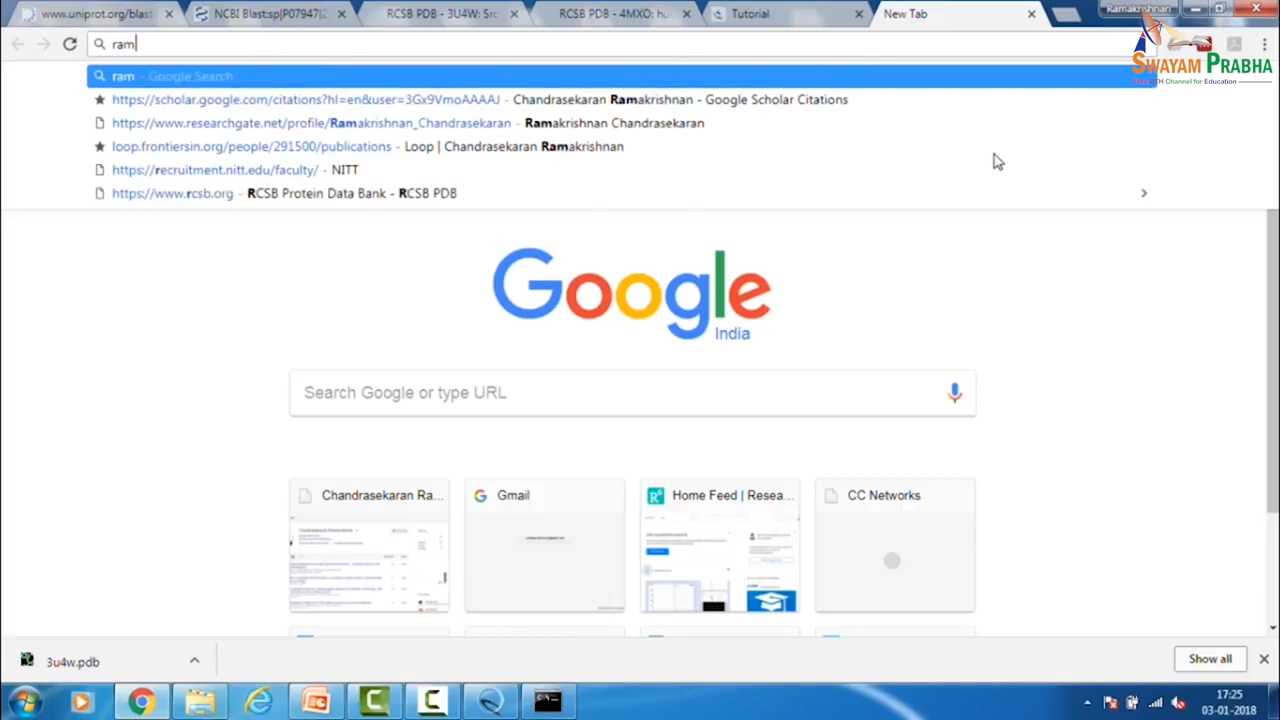 www.uniprot.org/blast
NCBI Blast:sp|P07947|
RCSB PDB - 3U4W: Src
RCSB PDB - 4MXO: hu
Tutorial
New Tab
Ramakrishnan
ram
SWAYAM PRABHA
Free DTH Channel for Education
ram - Google Search
https://scholar.google.com/citations?hl=en&user=3Gx9VmoAAAAJ - Chandrasekaran Ramakrishnan - Google Scholar Citations
https://www.researchgate.net/profile/Ramakrishnan_Chandrasekaran - Ramakrishnan Chandrasekaran
loop.frontiersin.org/people/291500/publications - Loop | Chandrasekaran Ramakrishnan
https://recruitment.nitt.edu/faculty/ - NITT
https://www.rcsb.org - RCSB Protein Data Bank - RCSB PDB
Google
India
Search Google or type URL
Chandrasekaran Ra...
Gmail
Home Feed | Resea...
CC Networks
3u4w.pdb
Show all
17:25
03-01-2018